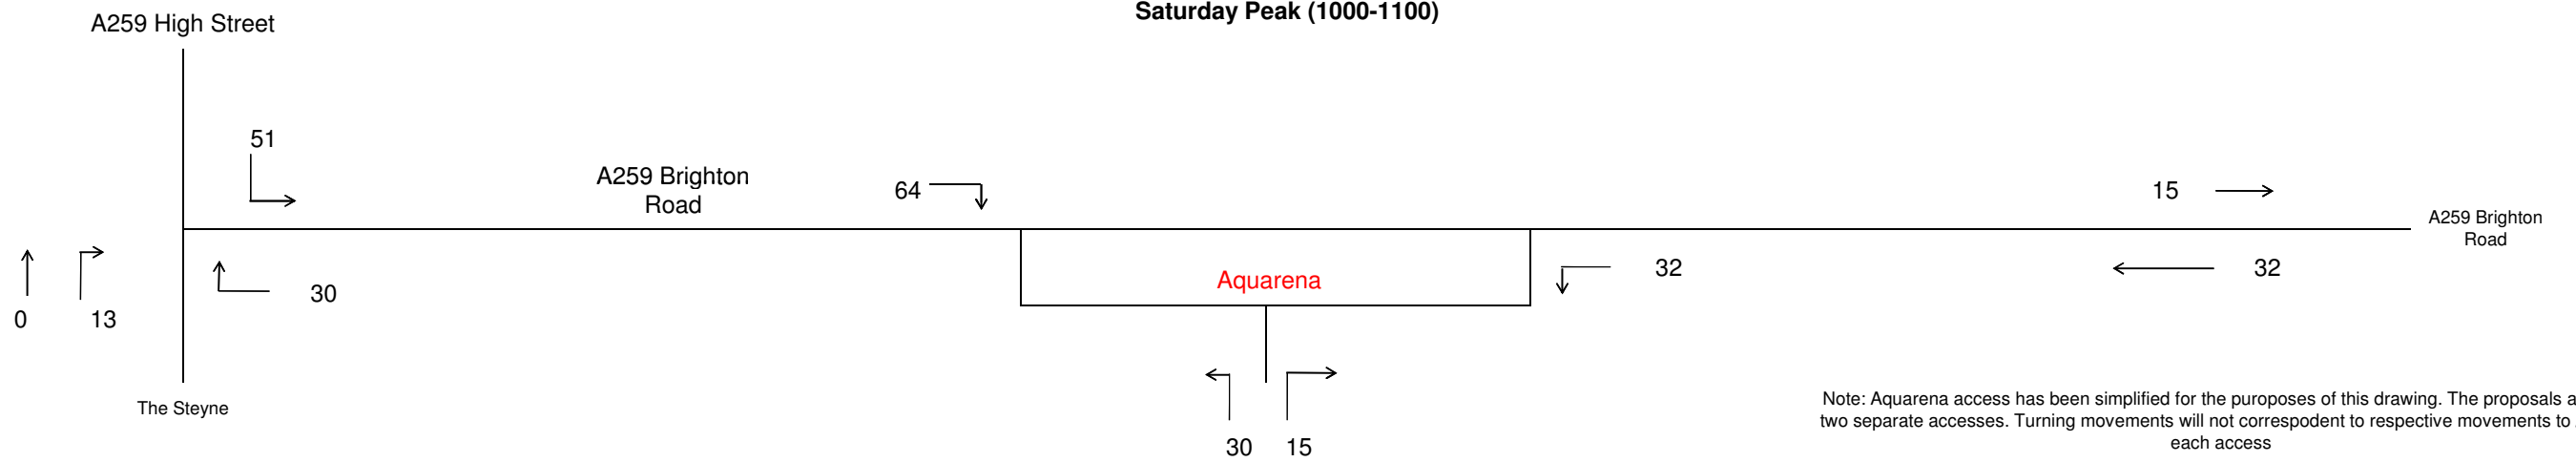 Saturday Peak (1000-1100)
A259 High Street
51
A259 Brighton
Road
64
15
A259 Brighton
Road
32
32
Aquarena
30
0
13
The Steyne
30
15
Note: Aquarena access has been simplified for the puroposes of this drawing. The proposals a
two separate accesses. Turning movements will not correspodent to respective movements to
each access